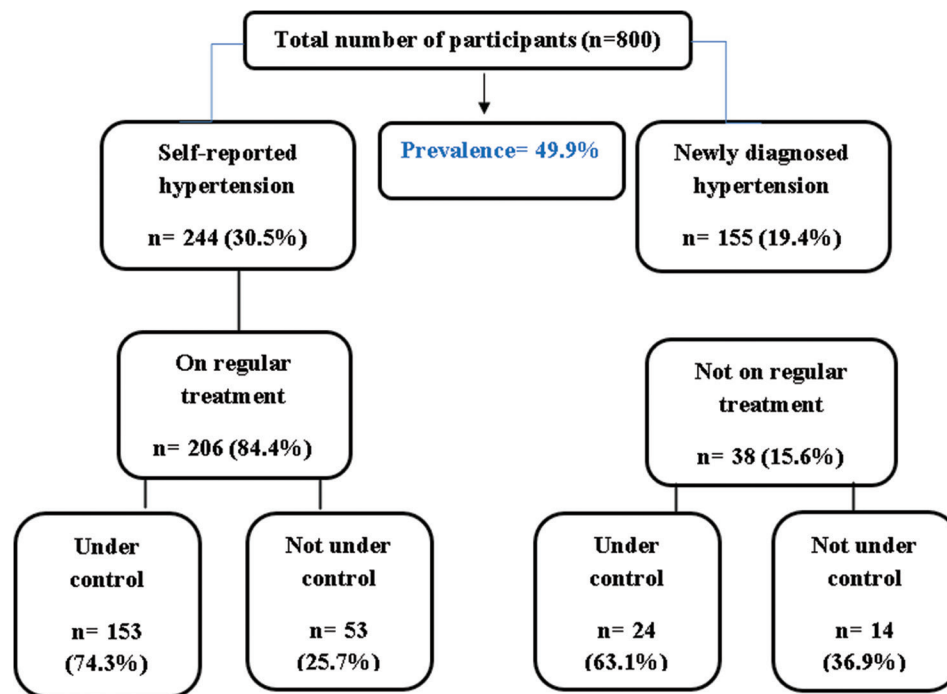 Total number of participants (n=800)
Self-reported
hypertension
n= 244 (30.5%)
Prevalence= 49.9%
Newly diagnosed
hypertension
n= 155 (19.4%)
On regular
treatment
n= 206 (84.4%)
Not on regular
treatment
n= 38 (15.6%)
Under
control
n= 153
(74.3%)
Not under
control
n= 53
(25.7%)
Under
control
n= 24
(63.1%)
Not under
control
n= 14
(36.9%)